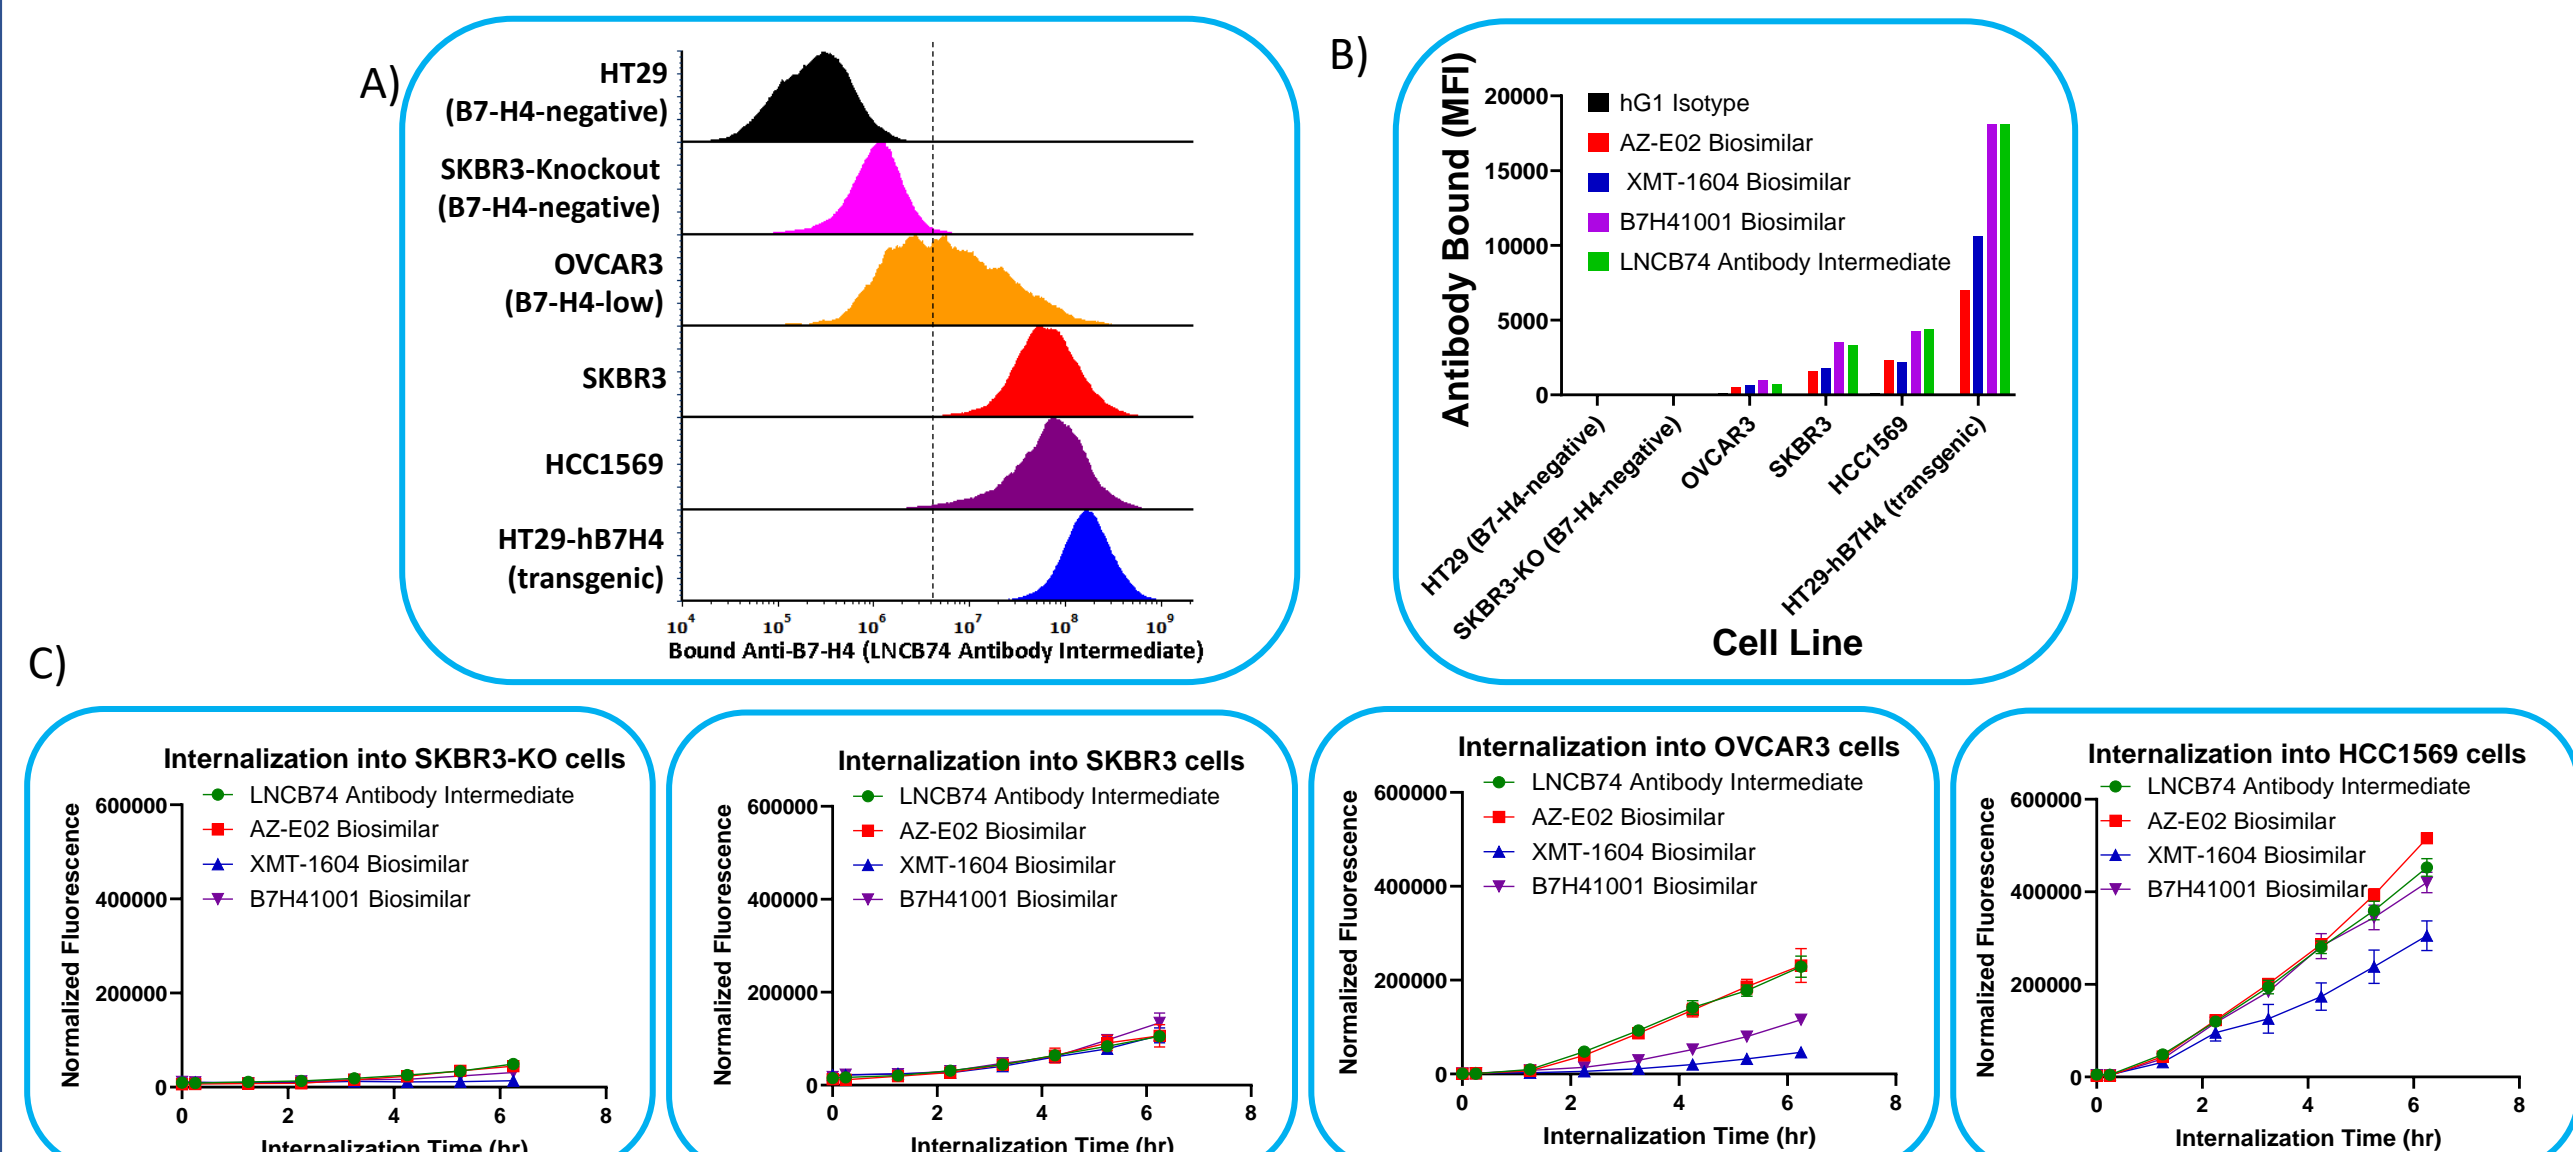 A)
HT29
(B7-H4-negative)
SKBR3-Knockout
(B7-H4-negative)
OVCAR3
(B7-H4-low)
SKBR3
HCC1569
HT29-hB7H4
(transgenic)
10^4 10^5 10^6 10^7 10^8 10^9
Bound Anti-B7-H4 (LNCB74 Antibody Intermediate)
B)
Antibody Bound (MFI)
20000
15000
10000
5000
0
hG1 Isotype
AZ-E02 Biosimilar
XMT-1604 Biosimilar
B7H41001 Biosimilar
LNCB74 Antibody Intermediate
HT29 (B7-H4-negative)
SKBR3-KO (B7-H4-negative)
OVCAR3
SKBR3
HCC1569
HT29-hB7H4 (transgenic)
Cell Line
C)
Internalization into SKBR3-KO cells
LNCB74 Antibody Intermediate
AZ-E02 Biosimilar
XMT-1604 Biosimilar
B7H41001 Biosimilar
Normalized Fluorescence
600000
400000
200000
0
0 2 4 6 8
Internalization Time (hr)
Internalization into SKBR3 cells
LNCB74 Antibody Intermediate
AZ-E02 Biosimilar
XMT-1604 Biosimilar
B7H41001 Biosimilar
Normalized Fluorescence
600000
400000
200000
0
0 2 4 6 8
Internalization Time (hr)
Internalization into OVCAR3 cells
LNCB74 Antibody Intermediate
AZ-E02 Biosimilar
XMT-1604 Biosimilar
B7H41001 Biosimilar
Normalized Fluorescence
600000
400000
200000
0
0 2 4 6 8
Internalization Time (hr)
Internalization into HCC1569 cells
LNCB74 Antibody Intermediate
AZ-E02 Biosimilar
XMT-1604 Biosimilar
B7H41001 Biosimilar
Normalized Fluorescence
600000
400000
200000
0
0 2 4 6 8
Internalization Time (hr)